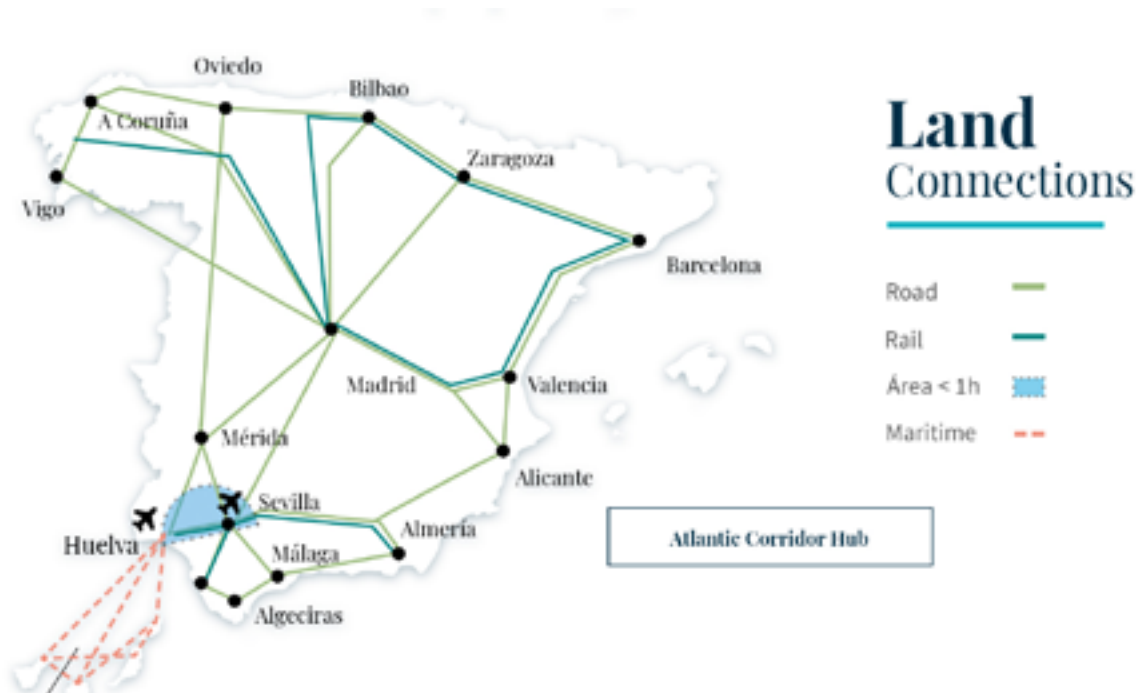 Oviedo
Bilbao
A Coruña
Zaragoza
Vigo
Barcelona
Madrid
Valencia
Mérida
Alicante
Sevilla
Almería
Huelva
Málaga
Algeciras
Land
Connections
Road
Rail
Área < 1h
Maritime
Atlantic Corridor Hub